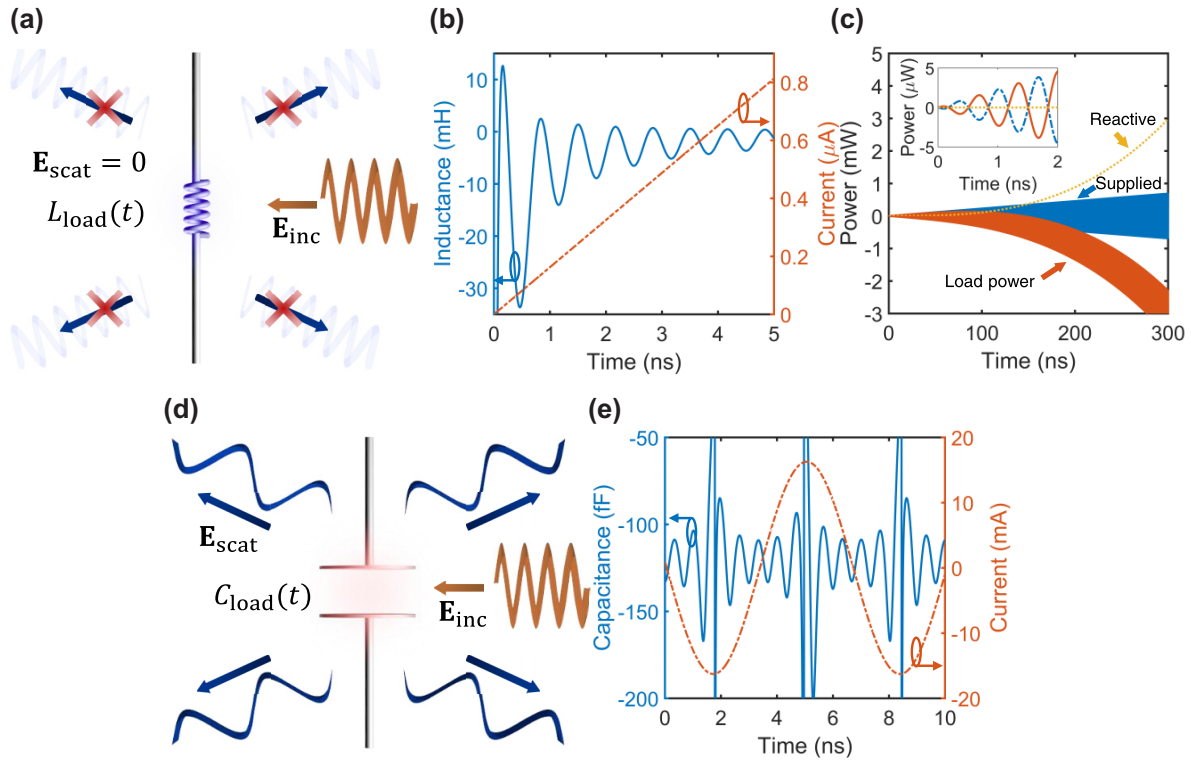 (a)
E_scat = 0
L_load(t)
E_inc
(b)
Inductance (mH)
10
0
-10
-20
-30
0 1 2 3 4 5
Time (ns)
0.8
0.6
0.4
0.2
0
Current (μA)
(c)
Power (mW)
5
4
3
2
1
0
-1
-2
-3
0 100 200 300
Time (ns)
Power (μW)
5
0
-5
0 1 2
Time (ns)
Reactive
Supplied
Load power
(d)
E_scat
C_load(t)
E_inc
(e)
Capacitance (fF)
-50
-100
-150
-200
0 2 4 6 8 10
Time (ns)
20
10
0
-10
-20
Current (mA)